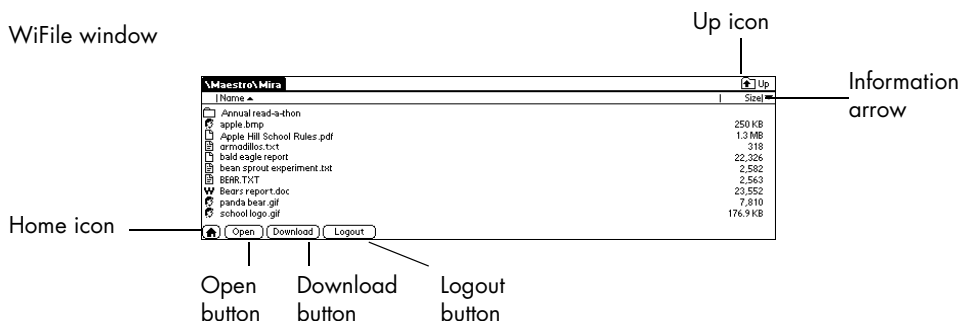 Up icon
WiFile window
\Maestro\Mira
Up
Information arrow
Name
Size
Annual read-a-thon
apple.bmp 250 KB
Apple Hill School Rules.pdf 1.3 MB
armadillos.txt 318
bald eagle report 22,326
bean sprout experiment.txt 2,582
BEAR.TXT 2,563
Bears report.doc 23,552
panda bear.gif 7,810
school logo.gif 176.9 KB
Home icon
Open Download Logout
Open button
Download button
Logout button